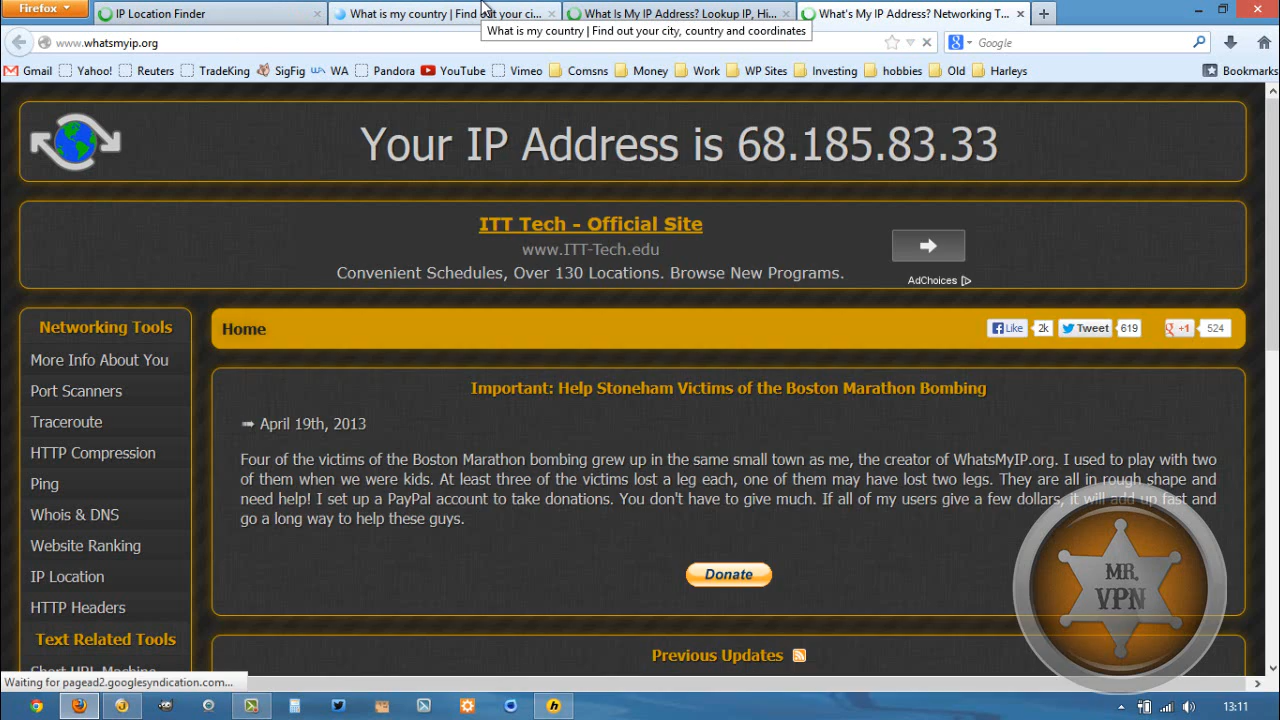 Firefox
IP Location Finder
What is my country | Find out your ci...
What Is My IP Address? Lookup IP, Hi...
What's My IP Address? Networking T...
What is my country | Find out your city, country and coordinates
www.whatsmyip.org
Google
Gmail
Yahoo!
Reuters
TradeKing
SigFig
WA
Pandora
YouTube
Vimeo
Comsns
Money
Work
WP Sites
Investing
hobbies
Old
Harleys
Bookmarks
Your IP Address is 68.185.83.33
ITT Tech - Official Site
www.ITT-Tech.edu
Convenient Schedules, Over 130 Locations. Browse New Programs.
AdChoices
Networking Tools
More Info About You
Port Scanners
Traceroute
HTTP Compression
Ping
Whois & DNS
Website Ranking
IP Location
HTTP Headers
Text Related Tools
Short URL Machine
Home
Like 2k
Tweet 619
+1 524
Important: Help Stoneham Victims of the Boston Marathon Bombing
➠ April 19th, 2013
Four of the victims of the Boston Marathon bombing grew up in the same small town as me, the creator of WhatsMyIP.org. I used to play with two
of them when we were kids. At least three of the victims lost a leg each, one of them may have lost two legs. They are all in rough shape and
need help! I set up a PayPal account to take donations. You don't have to give much. If all of my users give a few dollars, it will add up fast and
go a long way to help these guys.
Donate
Previous Updates
MR.
VPN
Waiting for pagead2.googlesyndication.com...
13:11